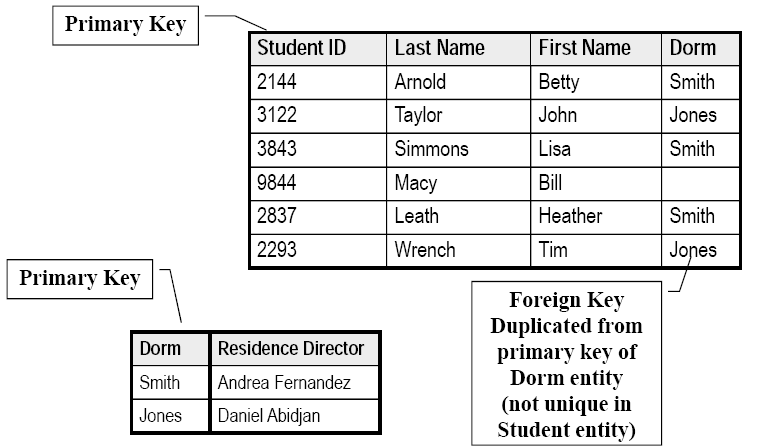 Primary Key
Student ID Last Name First Name Dorm
2144 Arnold Betty Smith
3122 Taylor John Jones
3843 Simmons Lisa Smith
9844 Macy Bill
2837 Leath Heather Smith
2293 Wrench Tim Jones
Primary Key
Dorm Residence Director
Smith Andrea Fernandez
Jones Daniel Abidjan
Foreign Key
Duplicated from
primary key of
Dorm entity
(not unique in
Student entity)